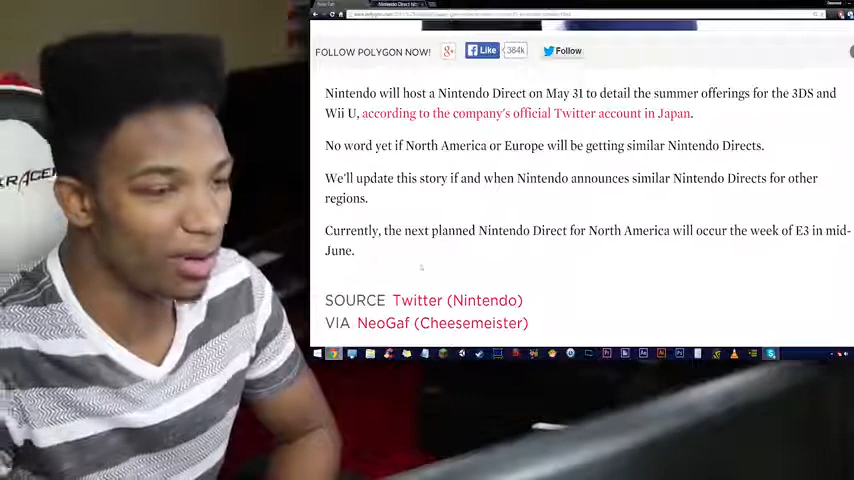 Nintendo Direct
FOLLOW POLYGON NOW!
Like
384k
Follow
Nintendo will host a Nintendo Direct on May 31 to detail the summer offerings for the 3DS and
Wii U, according to the company's official Twitter account in Japan.
No word yet if North America or Europe will be getting similar Nintendo Directs.
We'll update this story if and when Nintendo announces similar Nintendo Directs for other
regions.
Currently, the next planned Nintendo Direct for North America will occur the week of E3 in mid-
June.
SOURCE Twitter (Nintendo)
VIA NeoGaf (Cheesemeister)